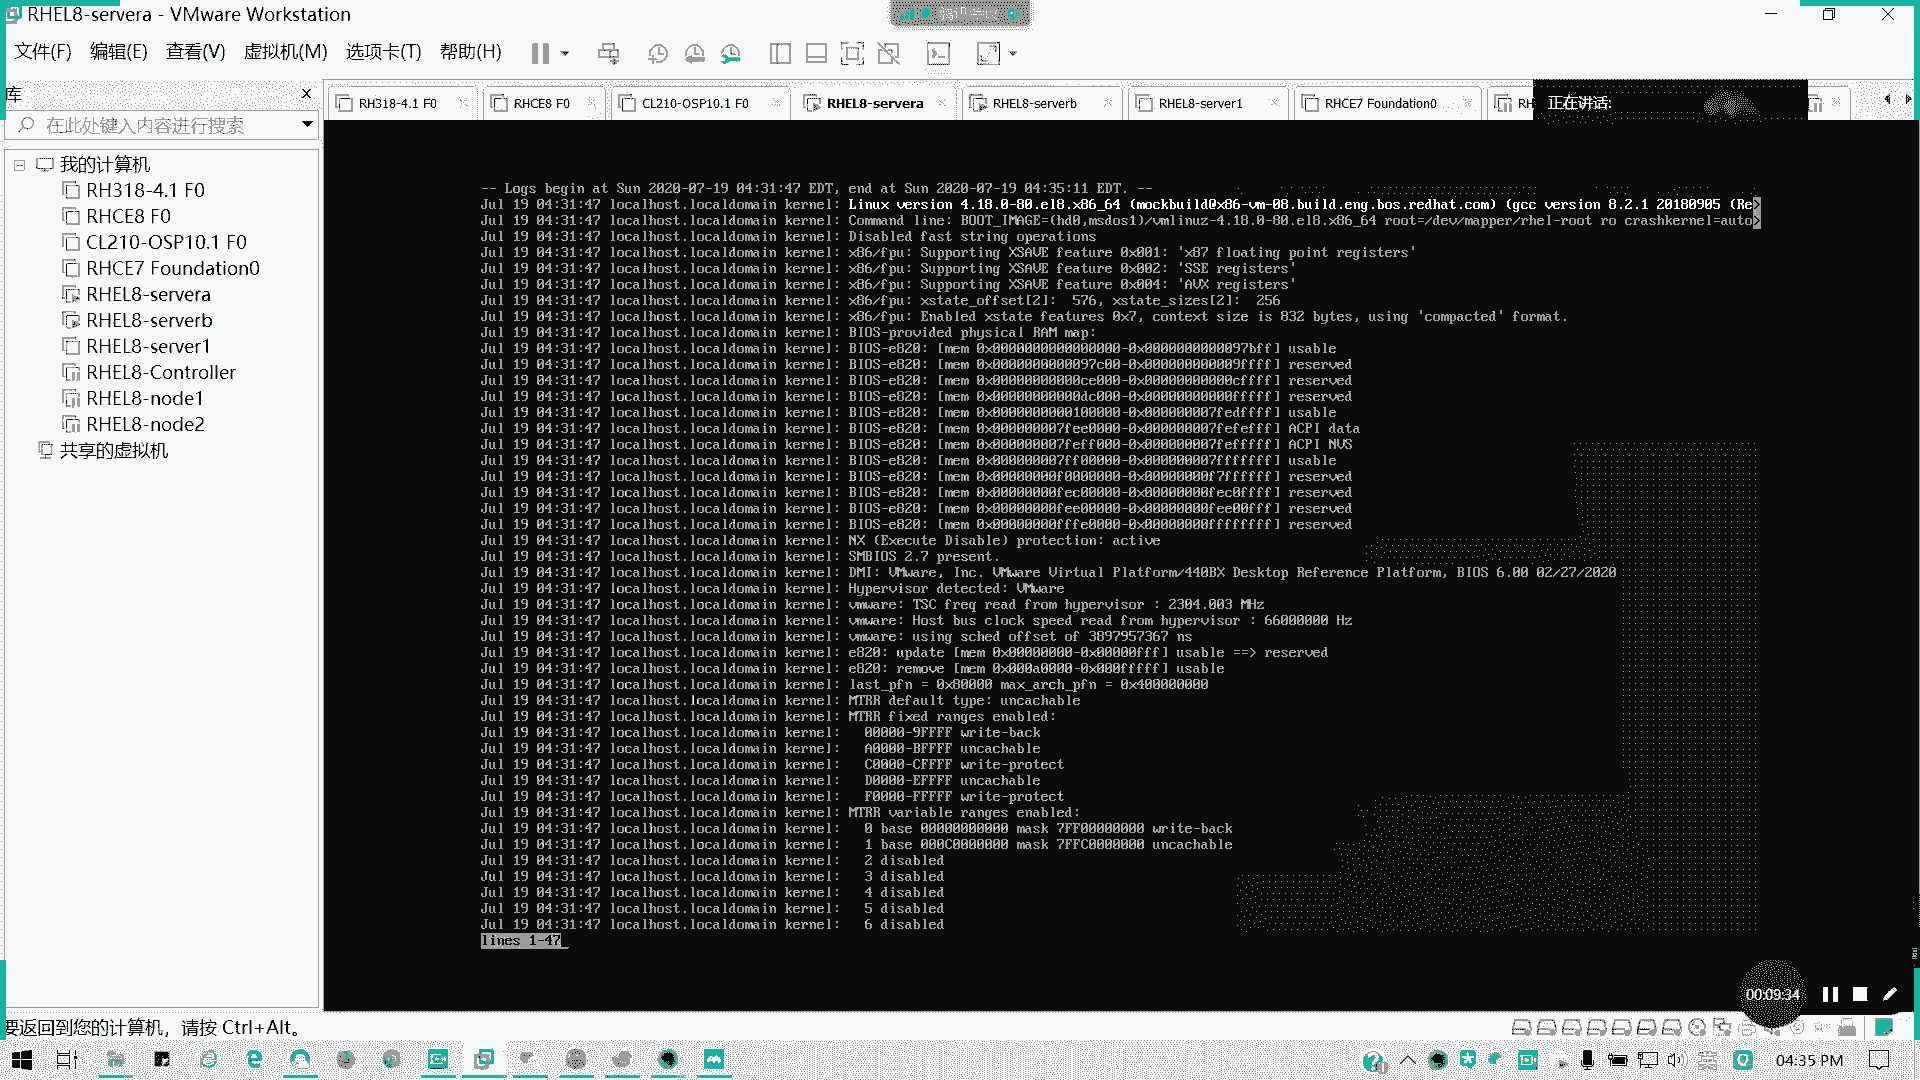 RHEL8-servera - VMware Workstation
文件(F) 编辑(E) 查看(V) 虚拟机(M) 选项卡(T) 帮助(H)
库
在此处键入内容进行搜索
我的计算机
RH318-4.1 F0
RHCE8 F0
CL210-OSP10.1 F0
RHCE7 Foundation0
RHEL8-servera
RHEL8-serverb
RHEL8-server1
RHEL8-Controller
RHEL8-node1
RHEL8-node2
共享的虚拟机
RH318-4.1 F0 RHCE8 F0 CL210-OSP10.1 F0 RHEL8-servera RHEL8-serverb RHEL8-server1 RHCE7 Foundation0 RH
正在讲话:
-- Logs begin at Sun 2020-07-19 04:31:47 EDT, end at Sun 2020-07-19 04:35:11 EDT. --
Jul 19 04:31:47 localhost.localdomain kernel: Linux version 4.18.0-80.el8.x86_64 (mockbuild@x86-vm-08.build.eng.bos.redhat.com) (gcc version 8.2.1 20180905 (Re>
Jul 19 04:31:47 localhost.localdomain kernel: Command line: BOOT_IMAGE=(hd0,msdos1)/vmlinuz-4.18.0-80.el8.x86_64 root=/dev/mapper/rhel-root ro crashkernel=auto>
Jul 19 04:31:47 localhost.localdomain kernel: Disabled fast string operations
Jul 19 04:31:47 localhost.localdomain kernel: x86/fpu: Supporting XSAVE feature 0x001: 'x87 floating point registers'
Jul 19 04:31:47 localhost.localdomain kernel: x86/fpu: Supporting XSAVE feature 0x002: 'SSE registers'
Jul 19 04:31:47 localhost.localdomain kernel: x86/fpu: Supporting XSAVE feature 0x004: 'AVX registers'
Jul 19 04:31:47 localhost.localdomain kernel: x86/fpu: xstate_offset[2]:  576, xstate_sizes[2]:  256
Jul 19 04:31:47 localhost.localdomain kernel: x86/fpu: Enabled xstate features 0x7, context size is 832 bytes, using 'compacted' format.
Jul 19 04:31:47 localhost.localdomain kernel: BIOS-provided physical RAM map:
Jul 19 04:31:47 localhost.localdomain kernel: BIOS-e820: [mem 0x0000000000000000-0x0000000000097bff] usable
Jul 19 04:31:47 localhost.localdomain kernel: BIOS-e820: [mem 0x0000000000097c00-0x000000000009ffff] reserved
Jul 19 04:31:47 localhost.localdomain kernel: BIOS-e820: [mem 0x00000000000ce000-0x00000000000cffff] reserved
Jul 19 04:31:47 localhost.localdomain kernel: BIOS-e820: [mem 0x00000000000dc000-0x00000000000fffff] reserved
Jul 19 04:31:47 localhost.localdomain kernel: BIOS-e820: [mem 0x0000000000100000-0x000000007fedffff] usable
Jul 19 04:31:47 localhost.localdomain kernel: BIOS-e820: [mem 0x000000007fee0000-0x000000007fefefff] ACPI data
Jul 19 04:31:47 localhost.localdomain kernel: BIOS-e820: [mem 0x000000007feff000-0x000000007fefffff] ACPI NVS
Jul 19 04:31:47 localhost.localdomain kernel: BIOS-e820: [mem 0x000000007ff00000-0x000000007fffffff] usable
Jul 19 04:31:47 localhost.localdomain kernel: BIOS-e820: [mem 0x00000000f0000000-0x00000000f7ffffff] reserved
Jul 19 04:31:47 localhost.localdomain kernel: BIOS-e820: [mem 0x00000000fec00000-0x00000000fec0ffff] reserved
Jul 19 04:31:47 localhost.localdomain kernel: BIOS-e820: [mem 0x00000000fee00000-0x00000000fee00fff] reserved
Jul 19 04:31:47 localhost.localdomain kernel: BIOS-e820: [mem 0x00000000fffe0000-0x00000000ffffffff] reserved
Jul 19 04:31:47 localhost.localdomain kernel: NX (Execute Disable) protection: active
Jul 19 04:31:47 localhost.localdomain kernel: SMBIOS 2.7 present.
Jul 19 04:31:47 localhost.localdomain kernel: DMI: VMware, Inc. VMware Virtual Platform/440BX Desktop Reference Platform, BIOS 6.00 02/27/2020
Jul 19 04:31:47 localhost.localdomain kernel: Hypervisor detected: VMware
Jul 19 04:31:47 localhost.localdomain kernel: vmware: TSC freq read from hypervisor : 2304.003 MHz
Jul 19 04:31:47 localhost.localdomain kernel: vmware: Host bus clock speed read from hypervisor : 66000000 Hz
Jul 19 04:31:47 localhost.localdomain kernel: vmware: using sched offset of 3897957367 ns
Jul 19 04:31:47 localhost.localdomain kernel: e820: update [mem 0x00000000-0x00000fff] usable ==> reserved
Jul 19 04:31:47 localhost.localdomain kernel: e820: remove [mem 0x000a0000-0x000fffff] usable
Jul 19 04:31:47 localhost.localdomain kernel: last_pfn = 0x80000 max_arch_pfn = 0x400000000
Jul 19 04:31:47 localhost.localdomain kernel: MTRR default type: uncachable
Jul 19 04:31:47 localhost.localdomain kernel: MTRR fixed ranges enabled:
Jul 19 04:31:47 localhost.localdomain kernel:   00000-9FFFF write-back
Jul 19 04:31:47 localhost.localdomain kernel:   A0000-BFFFF uncachable
Jul 19 04:31:47 localhost.localdomain kernel:   C0000-CFFFF write-protect
Jul 19 04:31:47 localhost.localdomain kernel:   D0000-EFFFF uncachable
Jul 19 04:31:47 localhost.localdomain kernel:   F0000-FFFFF write-protect
Jul 19 04:31:47 localhost.localdomain kernel: MTRR variable ranges enabled:
Jul 19 04:31:47 localhost.localdomain kernel:   0 base 00000000000 mask 7FF00000000 write-back
Jul 19 04:31:47 localhost.localdomain kernel:   1 base 000C0000000 mask 7FFC0000000 uncachable
Jul 19 04:31:47 localhost.localdomain kernel:   2 disabled
Jul 19 04:31:47 localhost.localdomain kernel:   3 disabled
Jul 19 04:31:47 localhost.localdomain kernel:   4 disabled
Jul 19 04:31:47 localhost.localdomain kernel:   5 disabled
Jul 19 04:31:47 localhost.localdomain kernel:   6 disabled
lines 1-47
00:09:34
要返回到您的计算机，请按 Ctrl+Alt。
04:35 PM